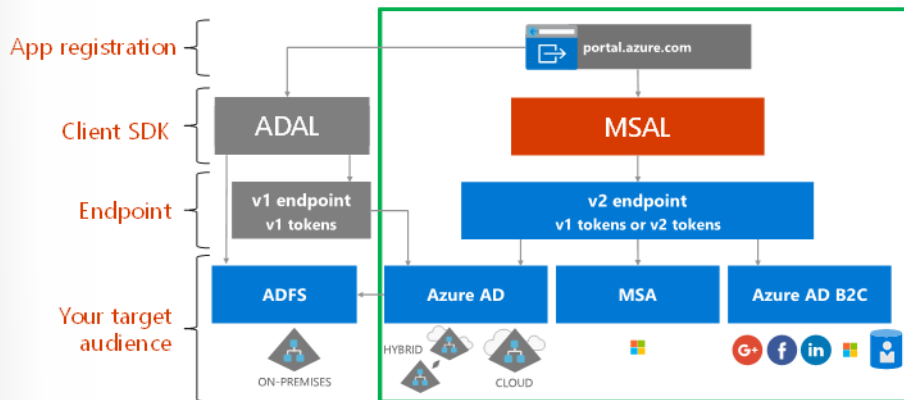 App registration
portal.azure.com
Client SDK
ADAL
MSAL
Endpoint
v1 endpoint
v1 tokens
v2 endpoint
v1 tokens or v2 tokens
Your target
audience
ADFS
Azure AD
MSA
Azure AD B2C
ON-PREMISES
HYBRID
CLOUD
G+
f
in